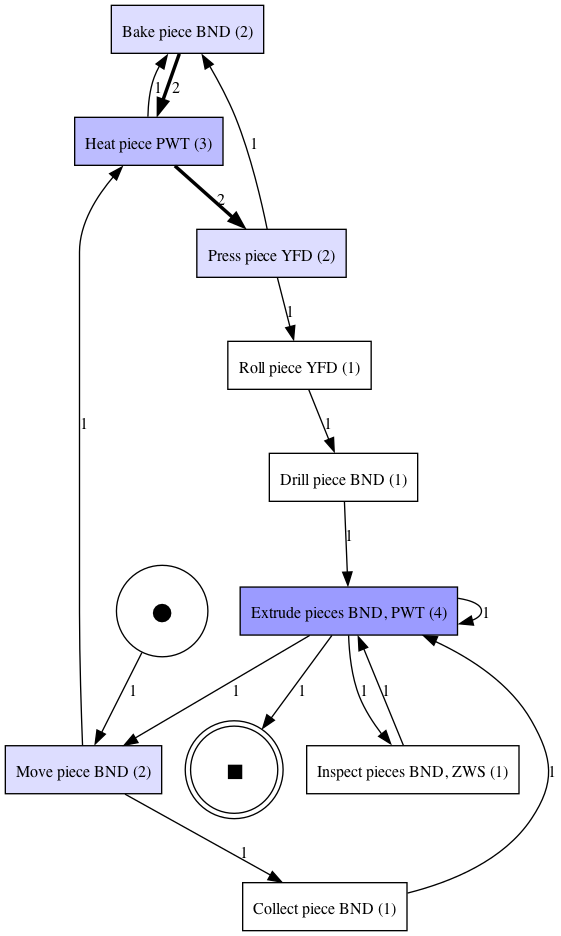 Bake piece BND (2)
1
2
Heat piece PWT (3)
1
2
Press piece YFD (2)
1
Roll piece YFD (1)
1
1
Drill piece BND (1)
1
Extrude pieces BND, PWT (4)
1
1
1
1
1
1
Move piece BND (2)
Inspect pieces BND, ZWS (1)
1
1
Collect piece BND (1)